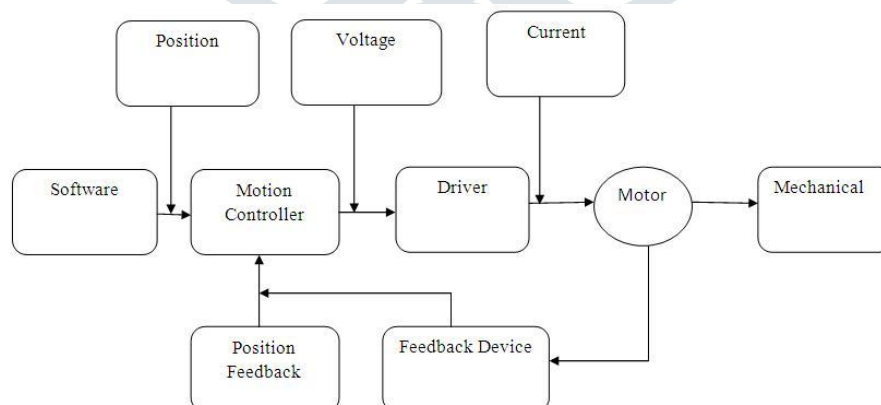 Position
Voltage
Current
Software
Motion
Controller
Driver
Motor
Mechanical
Position
Feedback
Feedback Device